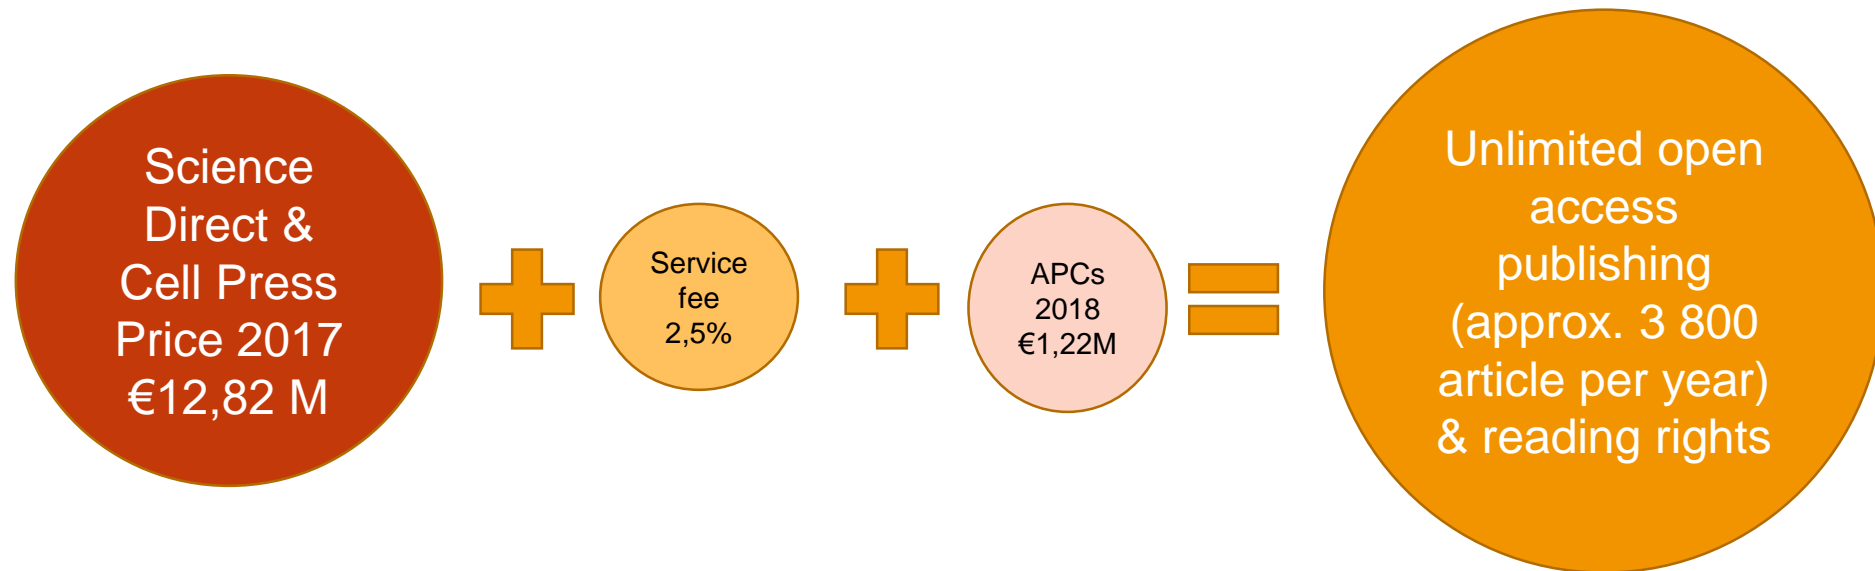 Science
Direct &
Cell Press
Price 2017
€12,82 M
Service
fee
2,5%
APCs
2018
€1,22M
Unlimited open
access
publishing
(approx. 3 800
article per year)
& reading rights